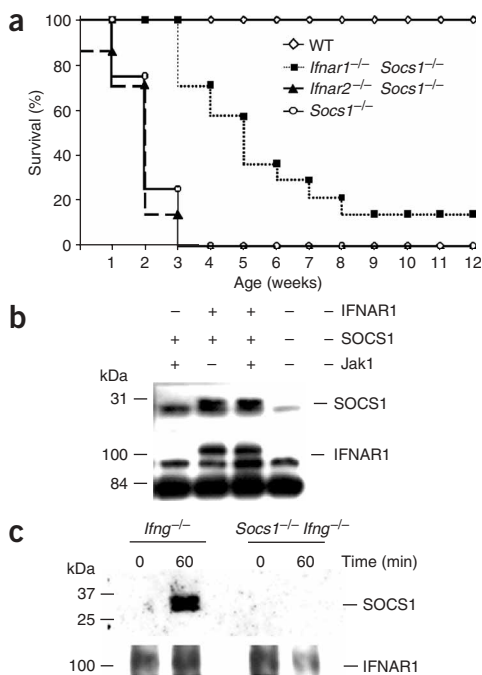 a
100
80
60
40
20
0
Survival (%)
WT
Ifnar1–/– Socs1–/–
Ifnar2–/– Socs1–/–
Socs1–/–
1 2 3 4 5 6 7 8 9 10 11 12
Age (weeks)
b
– + + – – IFNAR1
+ + + – – SOCS1
+ – + – – Jak1
kDa
31 – – SOCS1
100 – – IFNAR1
84 –
c
Ifng–/– Socs1–/– Ifng–/–
0 60 0 60 Time (min)
kDa
37 – – SOCS1
25 –
100 – – IFNAR1